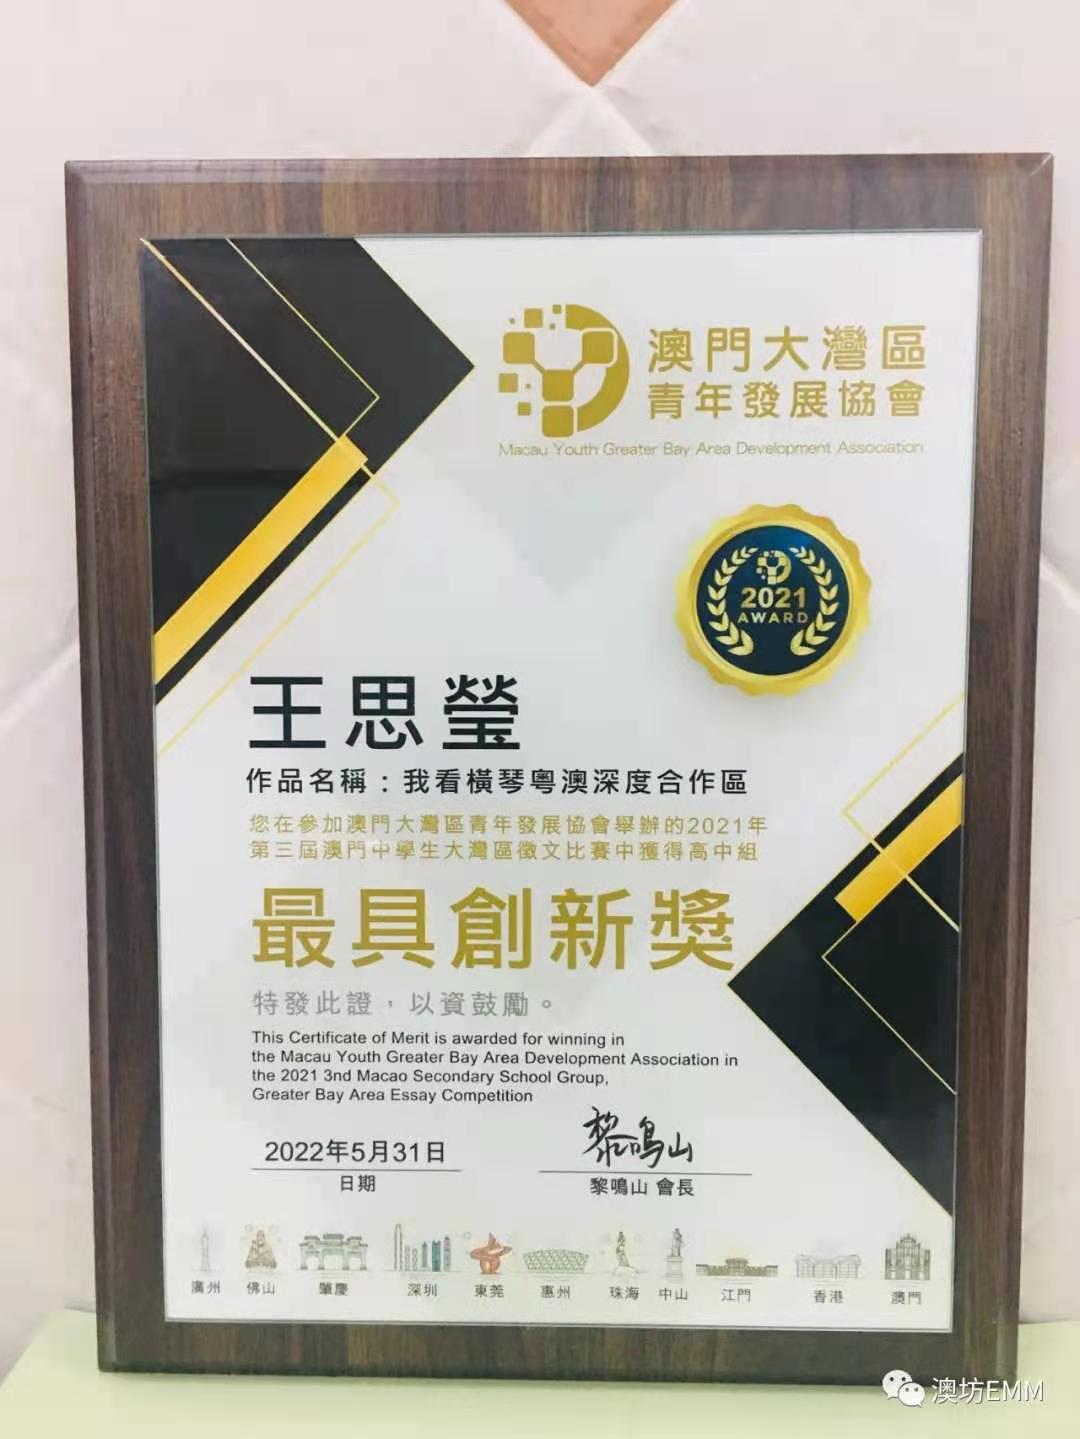 澳門大灣區
青年發展協會
Macau Youth Greater Bay Area Development Association
2021
AWARD
王思瑩
作品名稱：我看橫琴粵澳深度合作區
您在參加澳門大灣區青年發展協會舉辦的2021年
第三屆澳門中學生大灣區徵文比賽中獲得高中組
最具創新獎
特發此證，以資鼓勵。
This Certificate of Merit is awarded for winning in
the Macau Youth Greater Bay Area Development Association in
the 2021 3nd Macao Secondary School Group,
Greater Bay Area Essay Competition
黎鳴山
2022年5月31日
日期
黎鳴山 會長
廣州 佛山 肇慶 深圳 東莞 惠州 珠海 中山 江門 香港 澳門
澳坊EMM